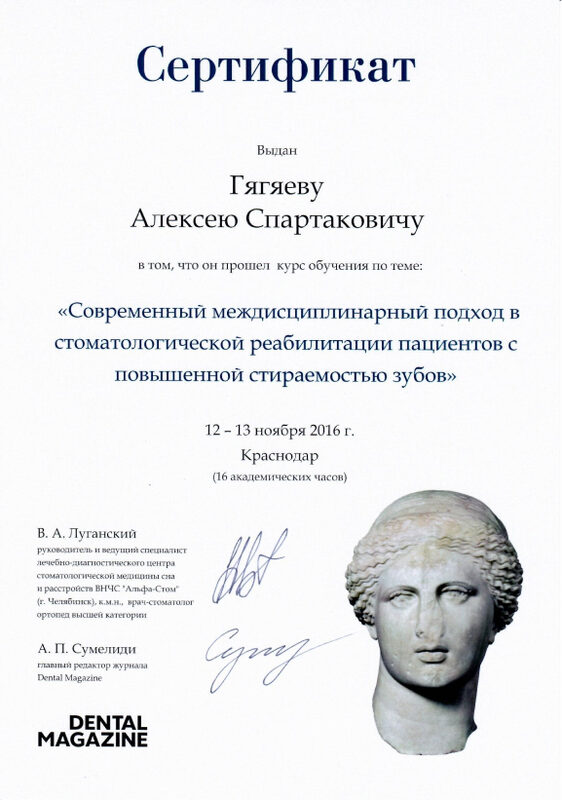 Сертификат
Выдан
Гягяеву
Алексею Спартаковичу
в том, что он прошел курс обучения по теме:
«Современный междисциплинарный подход в
стоматологической реабилитации пациентов с
повышенной стираемостью зубов»
12 – 13 ноября 2016 г.
Краснодар
(16 академических часов)
В. А. Луганский
руководитель и ведущий специалист
лечебно-диагностического центра
стоматологической медицины сна
и расстройств ВНЧС "Альфа-Стом"
(г. Челябинск), к.м.н., врач-стоматолог
ортопед высшей категории
А. П. Сумелиди
главный редактор журнала
Dental Magazine
DENTAL
MAGAZINE